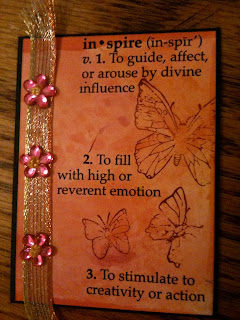 in•spire (in-spīr')
v. 1. To guide, affect,
or arouse by divine
influence
2. To fill
with high or
reverent emotion
3. To stimulate to
creativity or action